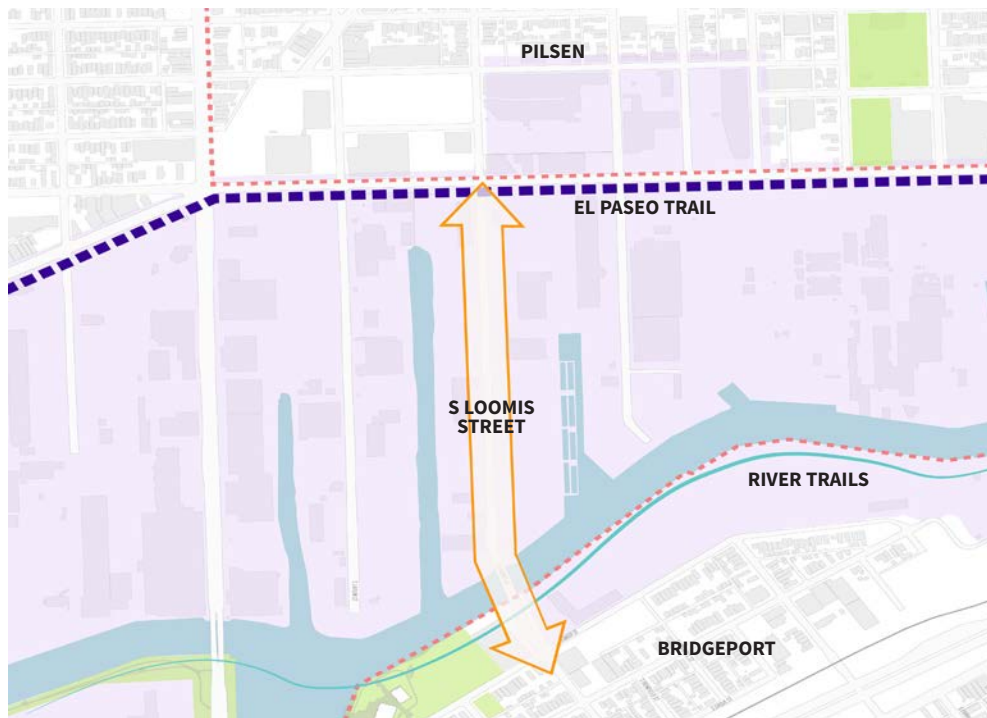 PILSEN
EL PASEO TRAIL
S LOOMIS
STREET
RIVER TRAILS
BRIDGEPORT